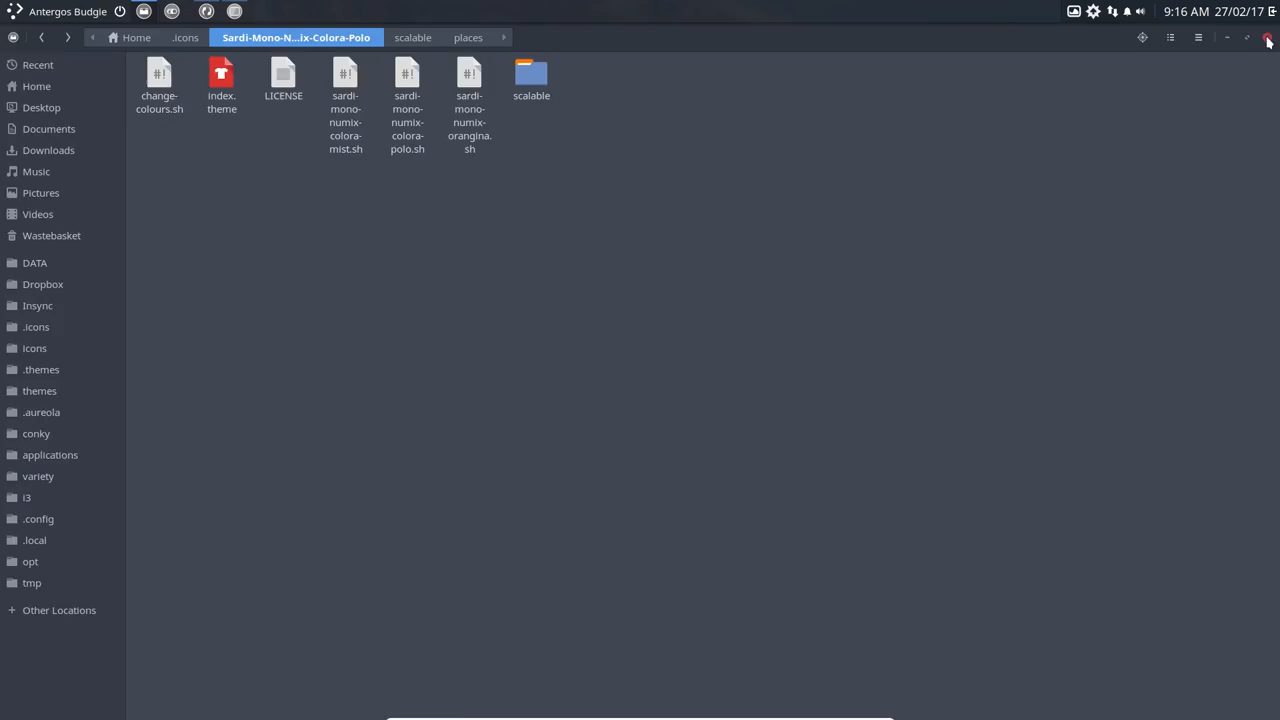 Antergos Budgie
9:16 AM 27/02/17
Home
.icons
Sardi-Mono-N...ix-Colora-Polo
scalable
places
Recent
Home
Desktop
Documents
Downloads
Music
Pictures
Videos
Wastebasket
DATA
Dropbox
Insync
.icons
icons
.themes
themes
.aureola
conky
applications
variety
i3
.config
.local
opt
tmp
+ Other Locations
#!
change-
colours.sh
index.
theme
LICENSE
#!
sardi-
mono-
numix-
colora-
mist.sh
#!
sardi-
mono-
numix-
colora-
polo.sh
#!
sardi-
mono-
numix-
orangina.
sh
scalable